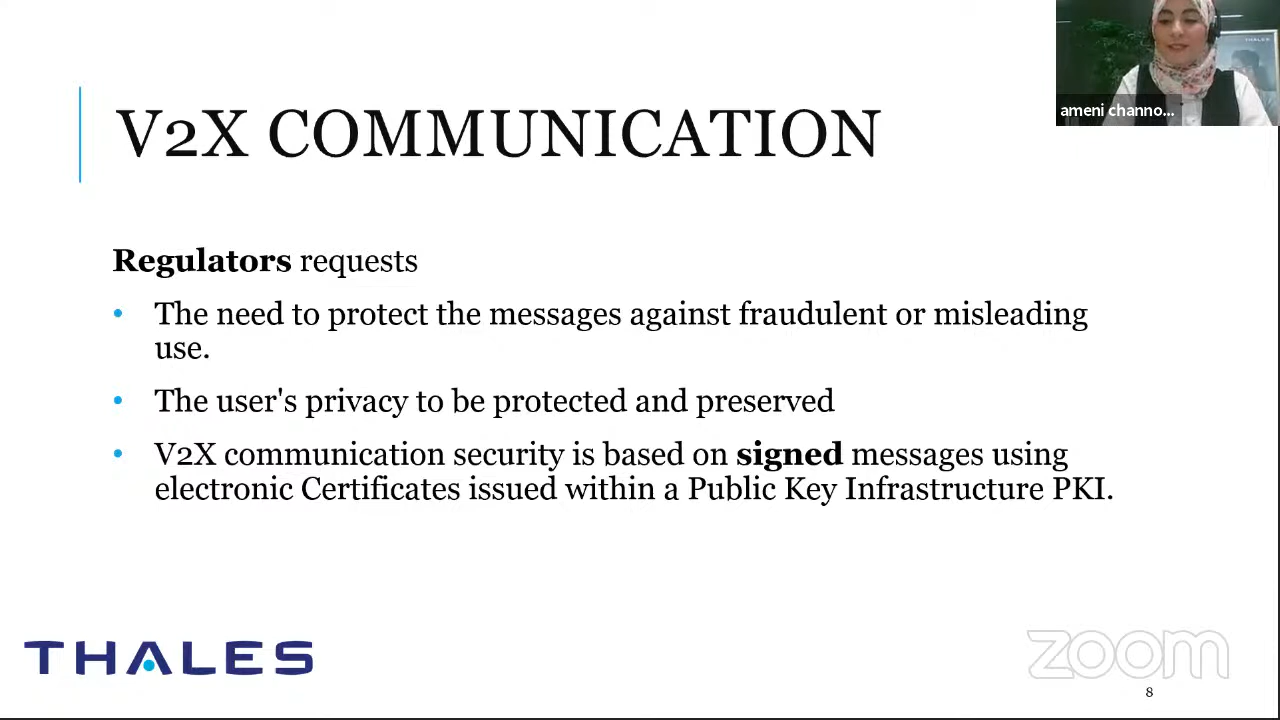 THALES
ameni channo...
V2X COMMUNICATION
Regulators requests
• The need to protect the messages against fraudulent or misleading
use.
• The user's privacy to be protected and preserved
• V2X communication security is based on signed messages using
electronic Certificates issued within a Public Key Infrastructure PKI.
THALES
zoom
8